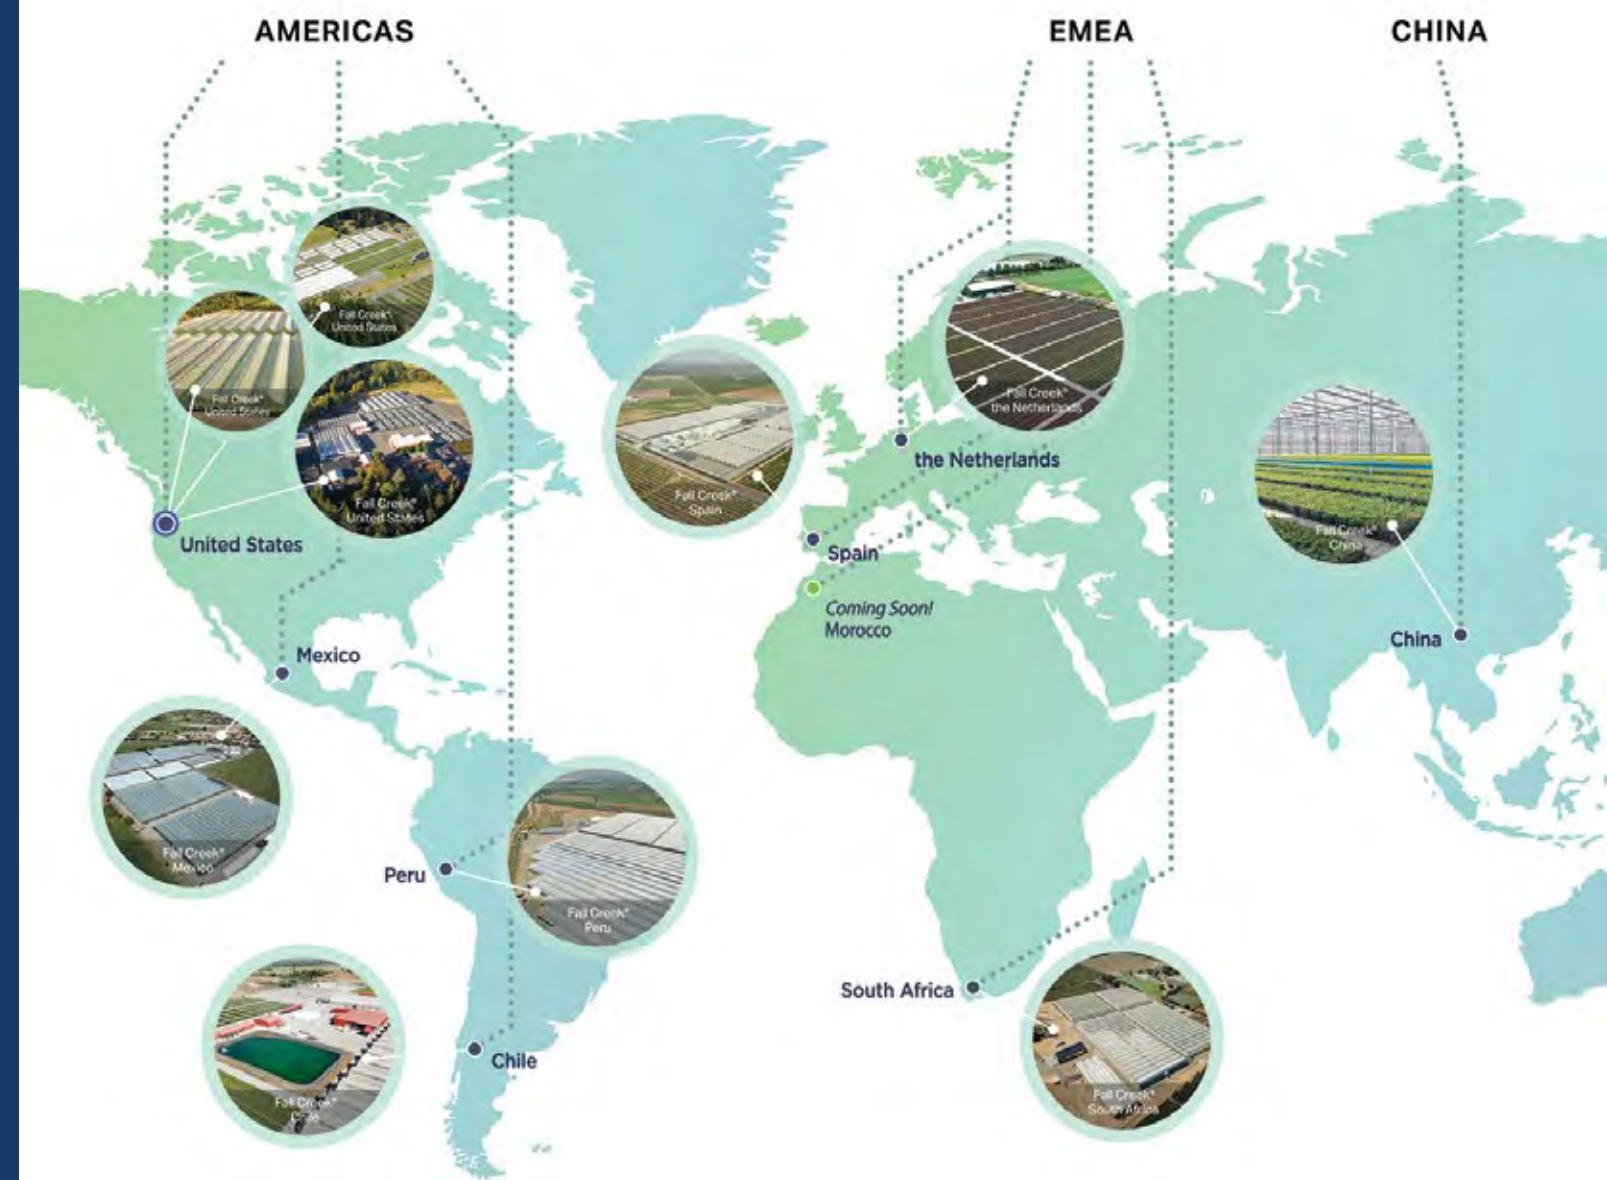 AMERICAS
EMEA
CHINA
Fall Creek®
United States
Fall Creek®
United States
Fall Creek®
United States
United States
Fall Creek®
Spain
Fall Creek®
the Netherlands
the Netherlands
Spain
Coming Soon!
Morocco
Fall Creek®
China
China
Mexico
Fall Creek®
Mexico
Peru
Fall Creek®
Peru
South Africa
Fall Creek®
South Africa
Chile
Fall Creek®
Chile